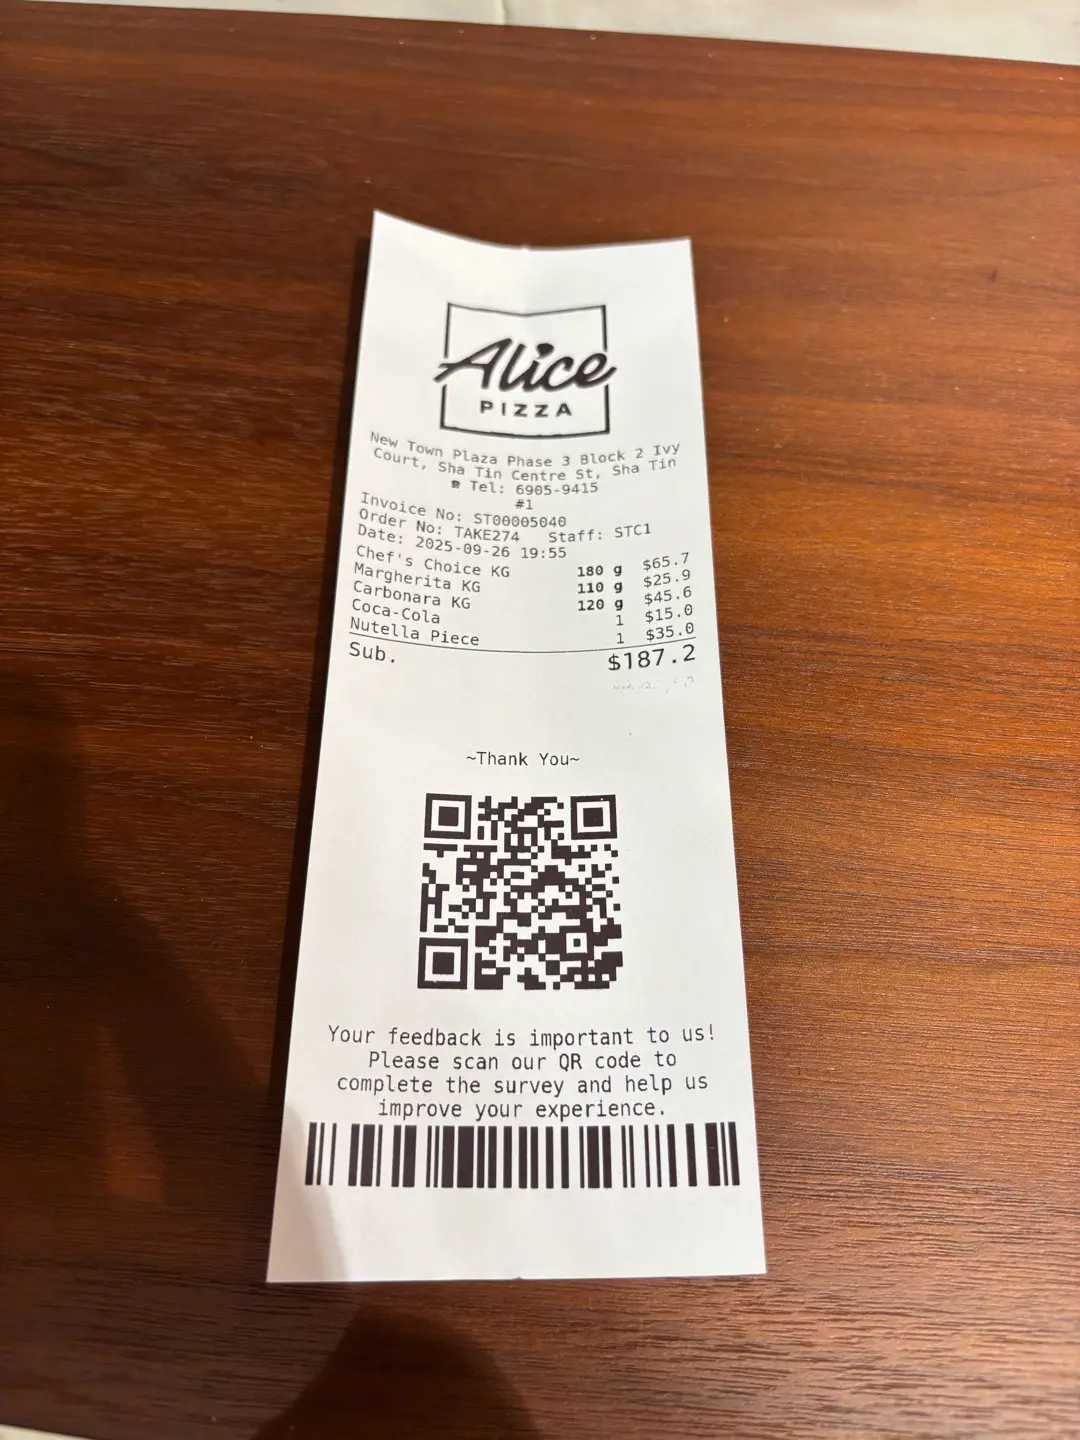 Alice
PIZZA
New Town Plaza Phase 3 Block 2 Ivy
Court, Sha Tin Centre St, Sha Tin
☎ Tel: 6905-9415
#1
Invoice No: ST00005040
Order No: TAKE274 Staff: STC1
Date: 2025-09-26 19:55
Chef's Choice KG 180 g $65.7
Margherita KG 110 g $25.9
Carbonara KG 120 g $45.6
Coca-Cola 1 $15.0
Nutella Piece 1 $35.0
Sub. $187.2
~Thank You~
Your feedback is important to us!
Please scan our QR code to
complete the survey and help us
improve your experience.